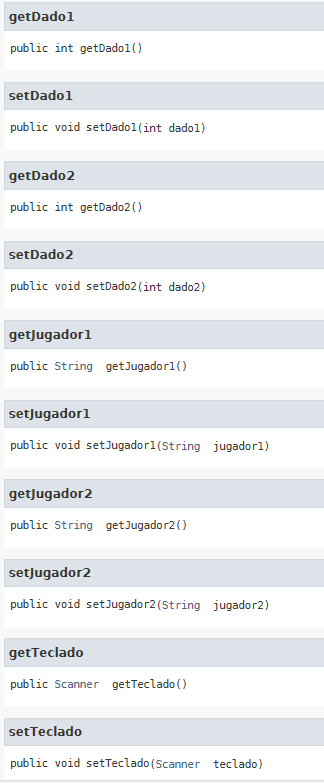 getDado1
public int getDado1()
setDado1
public void setDado1(int dado1)
getDado2
public int getDado2()
setDado2
public void setDado2(int dado2)
getJugador1
public String  getJugador1()
setJugador1
public void setJugador1(String  jugador1)
getJugador2
public String  getJugador2()
setJugador2
public void setJugador2(String  jugador2)
getTeclado
public Scanner  getTeclado()
setTeclado
public void setTeclado(Scanner  teclado)